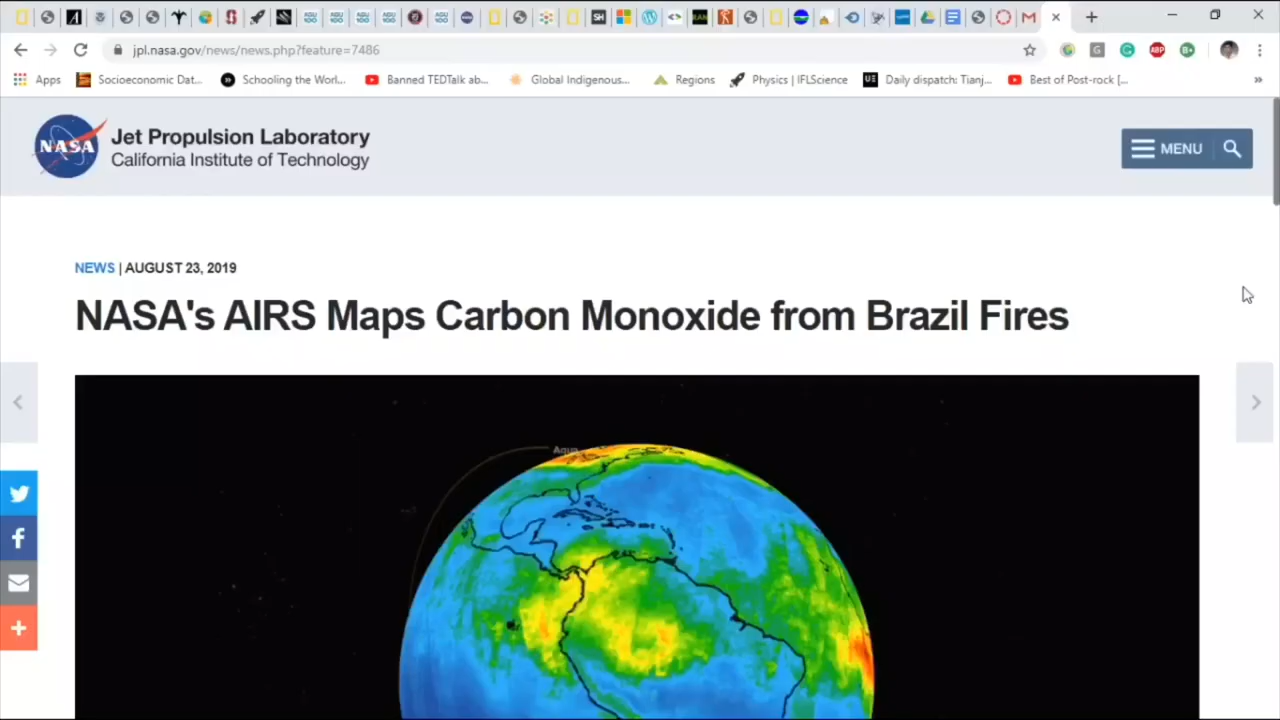 jpl.nasa.gov/news/news.php?feature=7486
Apps
Socioeconomic Dat...
Schooling the Worl...
Banned TEDTalk ab...
Global Indigenous...
Regions
Physics | IFLScience
Daily dispatch: Tianj...
Best of Post-rock [...
NASA
Jet Propulsion Laboratory
California Institute of Technology
MENU
NEWS | AUGUST 23, 2019
NASA's AIRS Maps Carbon Monoxide from Brazil Fires
Aqua